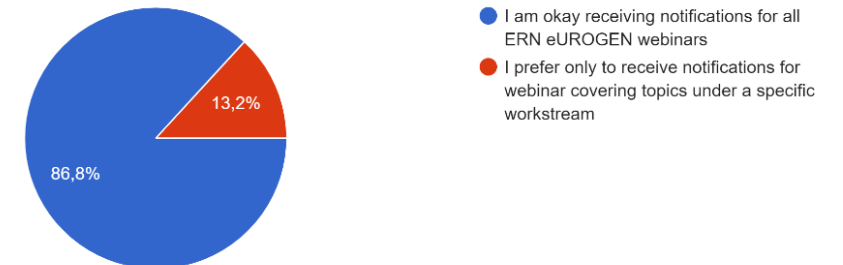 I am okay receiving notifications for all
ERN eUROGEN webinars
I prefer only to receive notifications for
webinar covering topics under a specific
workstream
13,2%
86,8%